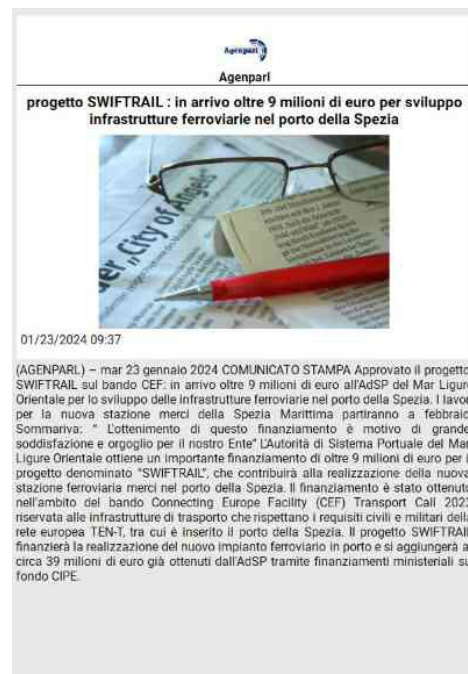 Agenparl
Agenparl
progetto SWIFTRAIL : in arrivo oltre 9 milioni di euro per sviluppo
infrastrutture ferroviarie nel porto della Spezia
der „City of
Angels"
01/23/2024 09:37
(AGENPARL) – mar 23 gennaio 2024 COMUNICATO STAMPA Approvato il progetto
SWIFTRAIL sul bando CEF: in arrivo oltre 9 milioni di euro all'AdSP del Mar Ligure
Orientale per lo sviluppo delle infrastrutture ferroviarie nel porto della Spezia. I lavor
per la nuova stazione merci della Spezia Marittima partiranno a febbraio
Sommariva: " L'ottenimento di questo finanziamento è motivo di grande
soddisfazione e orgoglio per il nostro Ente" L'Autorità di Sistema Portuale del Mar
Ligure Orientale ottiene un importante finanziamento di oltre 9 milioni di euro per i
progetto denominato "SWIFTRAIL", che contribuirà alla realizzazione della nuova
stazione ferroviaria merci nel porto della Spezia. Il finanziamento è stato ottenuto
nell'ambito del bando Connecting Europe Facility (CEF) Transport Call 2023
riservata alle infrastrutture di trasporto che rispettano i requisiti civili e militari della
rete europea TEN-T, tra cui è inserito il porto della Spezia. Il progetto SWIFTRAIL
finanzierà la realizzazione del nuovo impianto ferroviario in porto e si aggiungerà a
circa 39 milioni di euro già ottenuti dall'AdSP tramite finanziamenti ministeriali su
fondo CIPE.